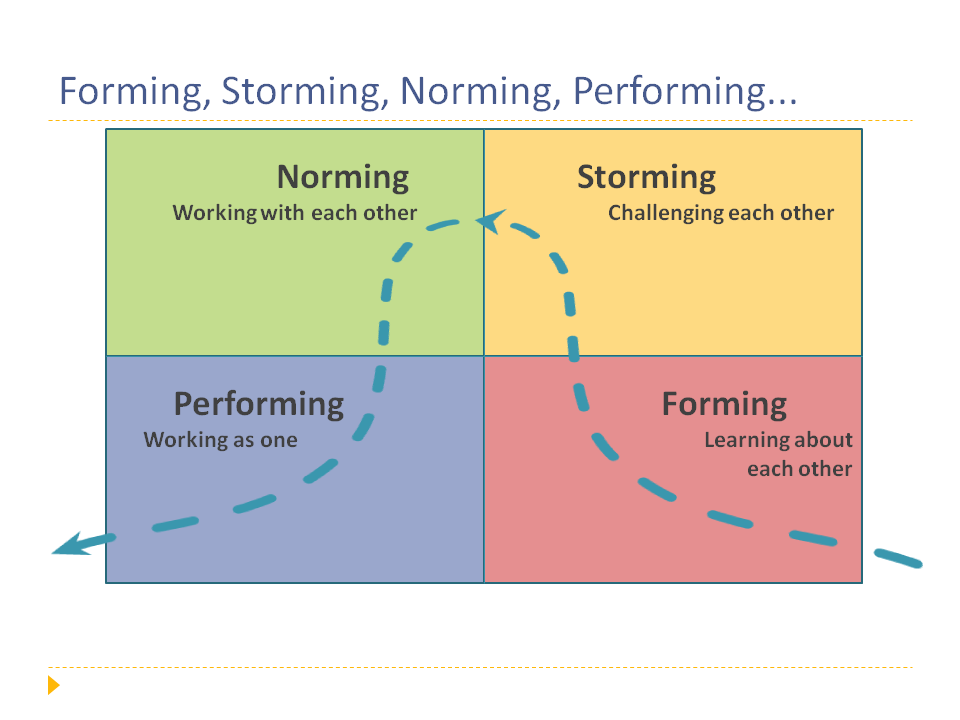 Forming, Storming, Norming, Performing...
Norming
Working with each other
Storming
Challenging each other
Performing
Working as one
Forming
Learning about
each other